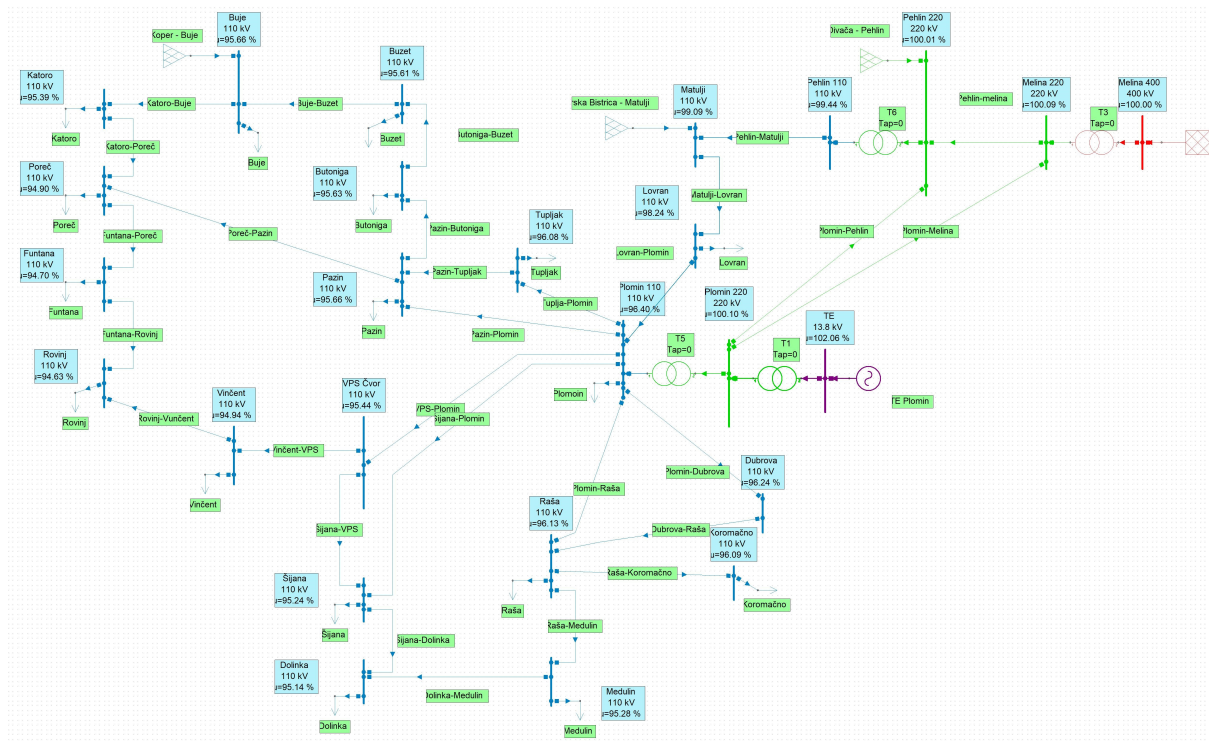 Buje
110 kV
u=95.66 %
Koper - Buje
Pehlin 220
220 kV
u=100.01 %
Divača - Pehlin
Buzet
110 kV
u=95.61 %
Katoro
110 kV
u=95.39 %
Katoro-Buje
Buje-Buzet
Matulji
110 kV
u=99.09 %
rska Bistrica - Matulji
Pehlin 110
110 kV
u=99.44 %
Pehlin-melina
Melina 220
220 kV
u=100.09 %
Melina 400
400 kV
u=100.00 %
T6
Tap=0
T3
Tap=0
Katoro
Katoro-Poreč
Buje
Buzet
Butoniga-Buzet
Pehlin-Matulji
Poreč
110 kV
u=94.90 %
Butoniga
110 kV
u=95.63 %
Lovran
110 kV
u=98.24 %
Matulji-Lovran
Poreč
Funtana-Poreč
Poreč-Pazin
Butoniga
Pazin-Butoniga
Tupljak
110 kV
u=96.08 %
Plomin-Pehlin
Plomin-Melina
Lovran-Plomin
Lovran
Funtana
110 kV
u=94.70 %
Pazin
110 kV
u=95.66 %
Pazin-Tupljak
Tupljak
Tuplja-Plomin
Plomin 110
110 kV
u=96.40 %
Plomin 220
220 kV
u=100.10 %
Funtana
Funtana-Rovinj
Pazin
Pazin-Plomin
TE
13.8 kV
u=102.06 %
T5
Tap=0
T1
Tap=0
Rovinj
110 kV
u=94.63 %
Vinčent
110 kV
u=94.94 %
VPS Čvor
110 kV
u=95.44 %
Plomoin
TE Plomin
Rovinj
Rovinj-Vunčent
VPS-Plomin
Šijana-Plomin
Vinčent-VPS
Dubrova
110 kV
u=96.24 %
Plomin-Dubrova
Plomin-Raša
Vinčent
Raša
110 kV
u=96.13 %
Šijana-VPS
Dubrova-Raša
Koromačno
110 kV
u=96.09 %
Šijana
110 kV
u=95.24 %
Raša-Koromačno
Raša
Koromačno
Šijana
Šijana-Dolinka
Raša-Medulin
Dolinka
110 kV
u=95.14 %
Dolinka-Medulin
Medulin
110 kV
u=95.28 %
Dolinka
Medulin